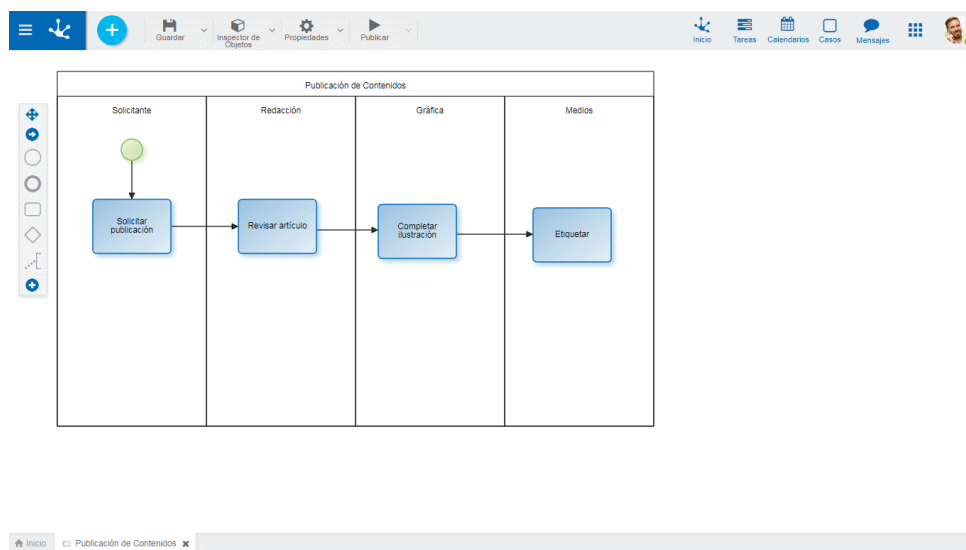 Guardar
Inspector de
Objetos
Propiedades
Publicar
Inicio
Tareas
Calendarios
Casos
Mensajes
Publicación de Contenidos
Solicitante
Redacción
Gráfica
Medios
Solicitar
publicación
Revisar artículo
Completar
ilustración
Etiquetar
Inicio
Publicación de Contenidos